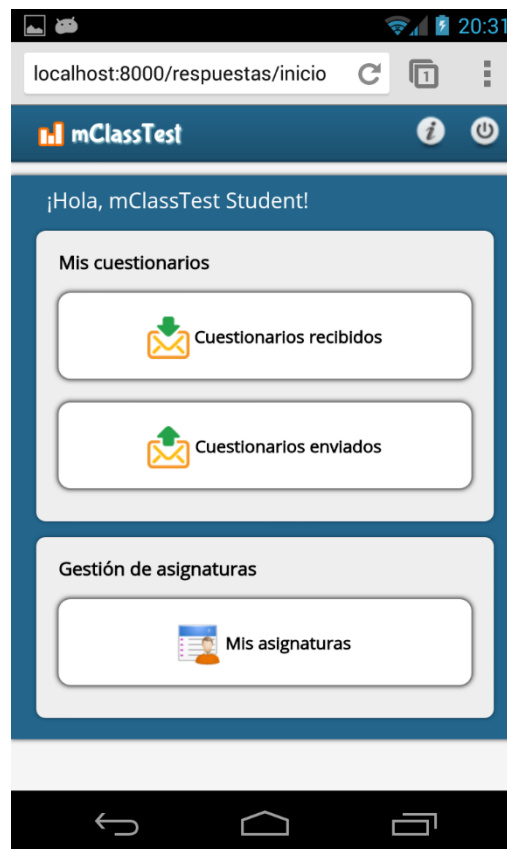 20:31
localhost:8000/respuestas/inicio
1
mClassTest
i
¡Hola, mClassTest Student!
Mis cuestionarios
Cuestionarios recibidos
Cuestionarios enviados
Gestión de asignaturas
Mis asignaturas